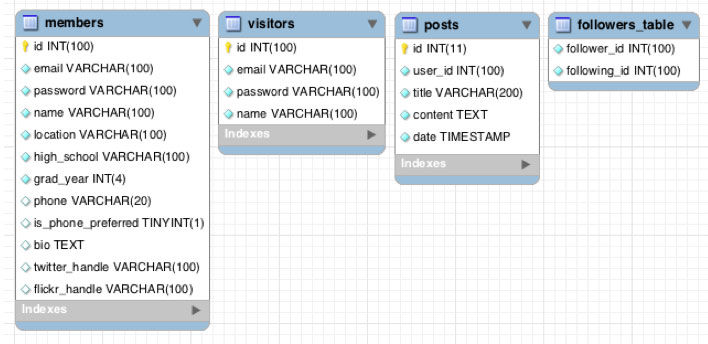 members
id INT(100)
email VARCHAR(100)
password VARCHAR(100)
name VARCHAR(100)
location VARCHAR(100)
high_school VARCHAR(100)
grad_year INT(4)
phone VARCHAR(20)
is_phone_preferred TINYINT(1)
bio TEXT
twitter_handle VARCHAR(100)
flickr_handle VARCHAR(100)
Indexes
visitors
id INT(100)
email VARCHAR(100)
password VARCHAR(100)
name VARCHAR(100)
Indexes
posts
id INT(11)
user_id INT(100)
title VARCHAR(200)
content TEXT
date TIMESTAMP
Indexes
followers_table
follower_id INT(100)
following_id INT(100)